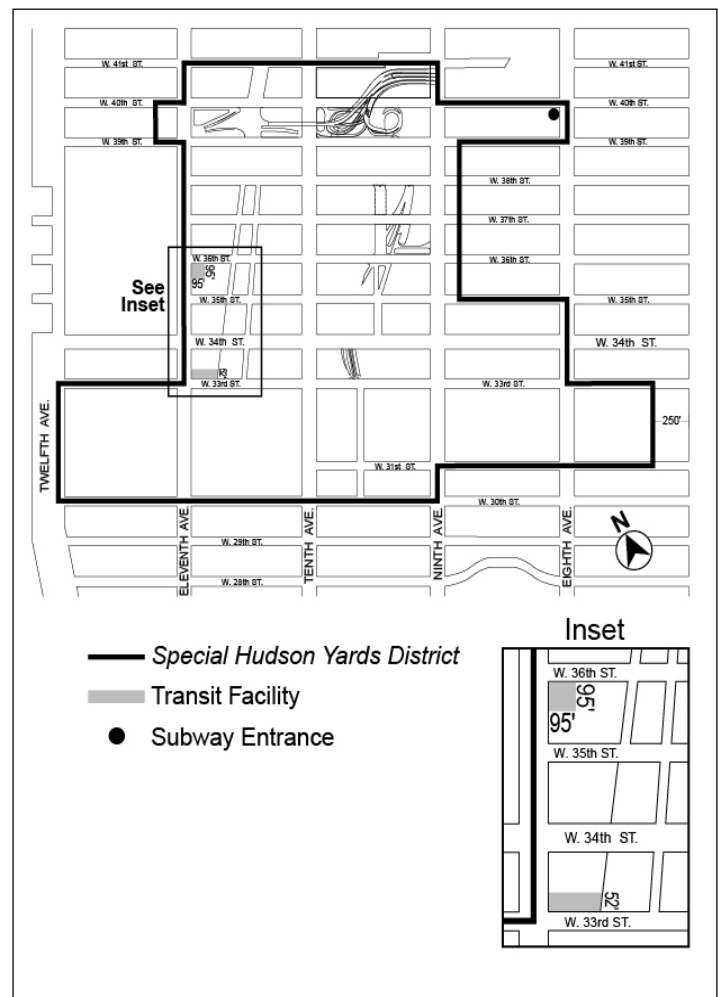 W. 41st ST.
W. 41st ST.
W. 40th ST.
W. 40th ST.
W. 39th ST.
W. 39th ST.
W. 38th ST.
W. 37th ST.
W. 36th ST.
W. 36th ST.
95'
95'
See
Inset
W. 35th ST.
W. 35th ST.
W. 34th ST.
W. 34th ST.
52'
W. 33rd ST.
W. 33rd ST.
250'
TWELFTH AVE.
W. 31st ST.
W. 30th ST.
ELEVENTH AVE.
TENTH AVE.
NINTH AVE.
EIGHTH AVE.
N
W. 29th ST.
W. 28th ST.
Special Hudson Yards District
Transit Facility
Subway Entrance
Inset
W. 36th ST.
95'
95'
W. 35th ST.
W. 34th ST.
52'
W. 33rd ST.